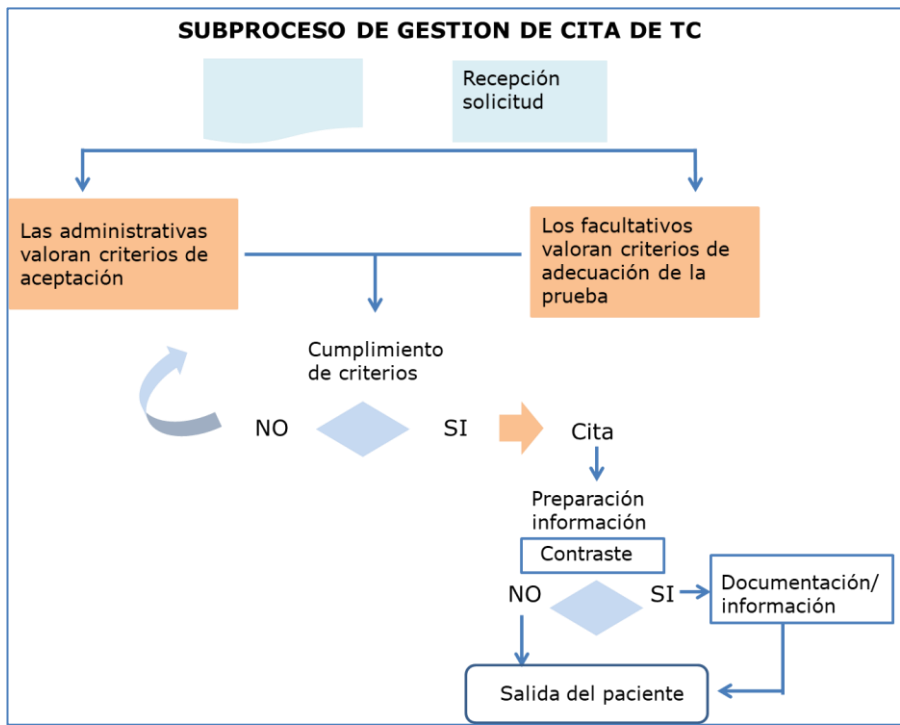 SUBPROCESO DE GESTION DE CITA DE TC
Recepción
solicitud
Las administrativas
valoran criterios de
aceptación
Los facultativos
valoran criterios de
adecuación de la
prueba
Cumplimiento
de criterios
NO
SI
Cita
Preparación
información
Contraste
NO
SI
Documentación/
información
Salida del paciente